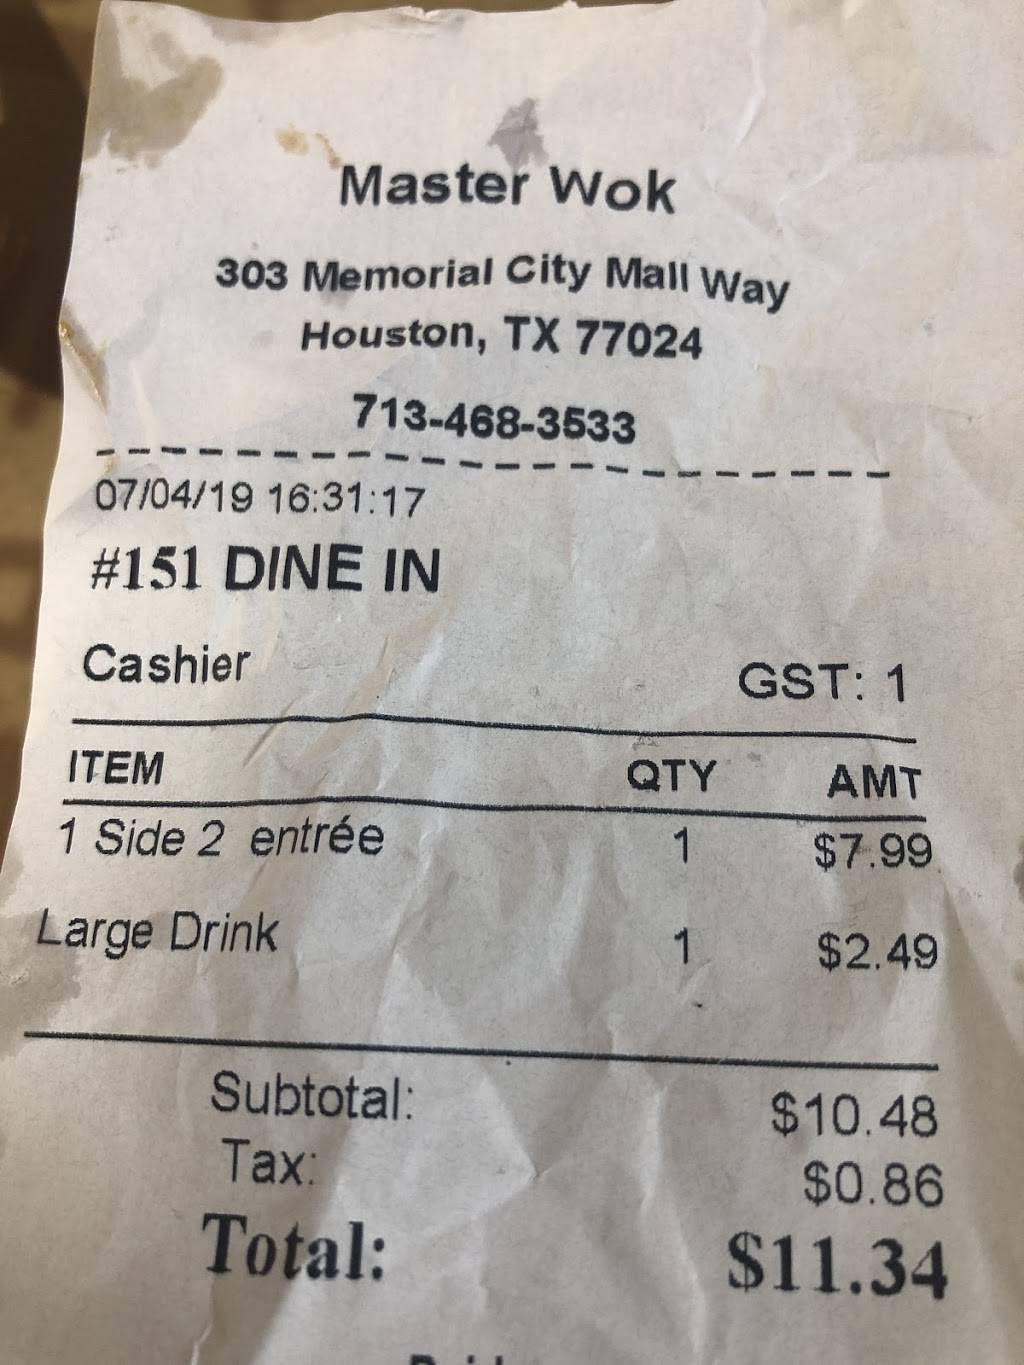 Master Wok
303 Memorial City Mall Way
Houston, TX 77024
713-468-3533
07/04/19 16:31:17
#151 DINE IN
Cashier GST: 1
ITEM QTY AMT
1 Side 2 entrée 1 $7.99
Large Drink 1 $2.49
Subtotal: $10.48
Tax: $0.86
Total: $11.34